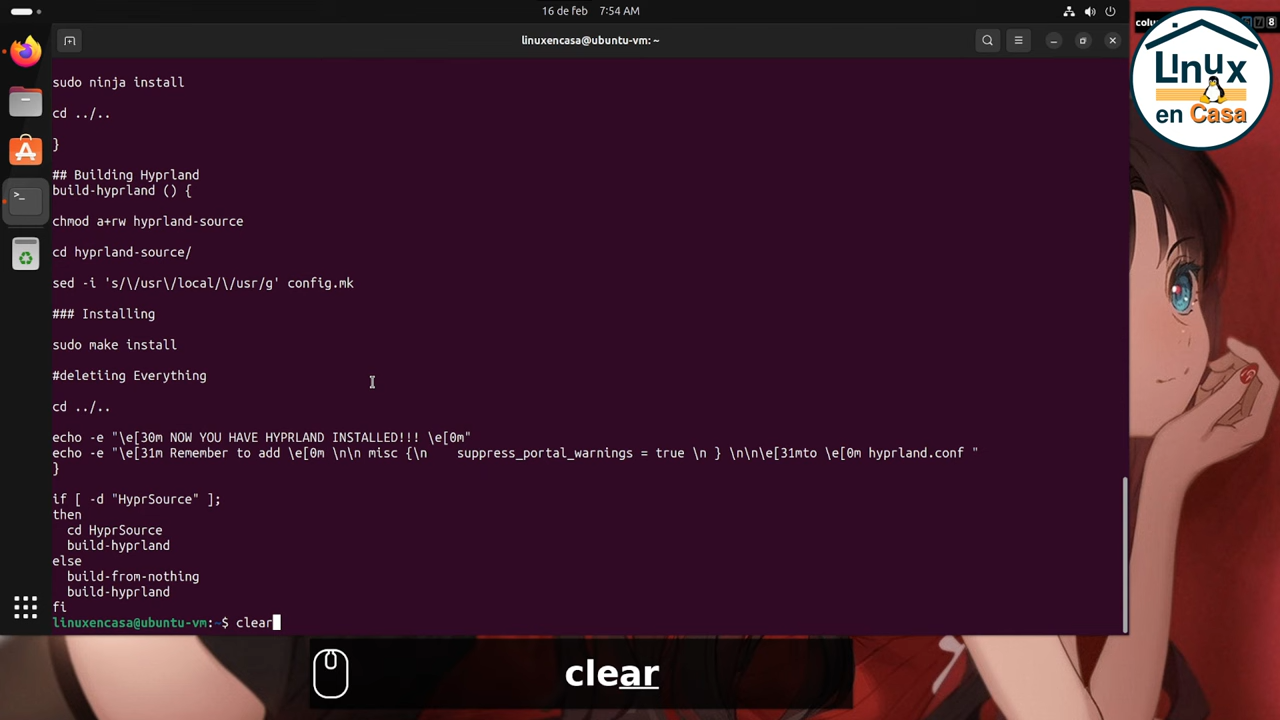 16 de feb 7:54 AM
linuxencasa@ubuntu-vm: ~
sudo ninja install
cd ../..
}
## Building Hyprland
build-hyprland () {
chmod a+rw hyprland-source
cd hyprland-source/
sed -i 's/\/usr\/local/\/usr/g' config.mk
### Installing
sudo make install
#deletiing Everything
cd ../..
echo -e "\e[30m NOW YOU HAVE HYPRLAND INSTALLED!!! \e[0m"
echo -e "\e[31m Remember to add \e[0m \n\n misc {\n    suppress_portal_warnings = true \n } \n\n\e[31mto \e[0m hyprland.conf "
}
if [ -d "HyprSource" ];
then
  cd HyprSource
  build-hyprland
else
  build-from-nothing
  build-hyprland
fi
linuxencasa@ubuntu-vm:~$ clear
clear
Linux
en Casa
8